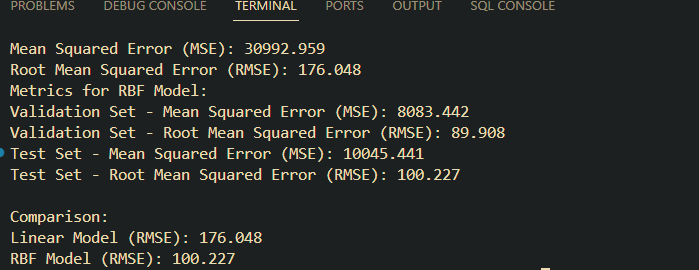 PROBLEMS DEBUG CONSOLE TERMINAL PORTS OUTPUT SQL CONSOLE
Mean Squared Error (MSE): 30992.959
Root Mean Squared Error (RMSE): 176.048
Metrics for RBF Model:
Validation Set - Mean Squared Error (MSE): 8083.442
Validation Set - Root Mean Squared Error (RMSE): 89.908
Test Set - Mean Squared Error (MSE): 10045.441
Test Set - Root Mean Squared Error (RMSE): 100.227
Comparison:
Linear Model (RMSE): 176.048
RBF Model (RMSE): 100.227